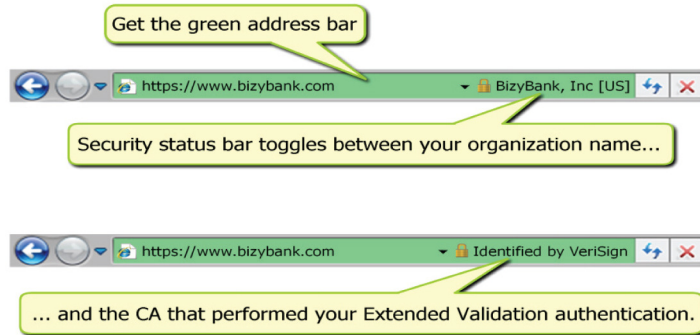 Get the green address bar
https://www.bizybank.com BizyBank, Inc [US]
Security status bar toggles between your organization name...
https://www.bizybank.com Identified by VeriSign
... and the CA that performed your Extended Validation authentication.